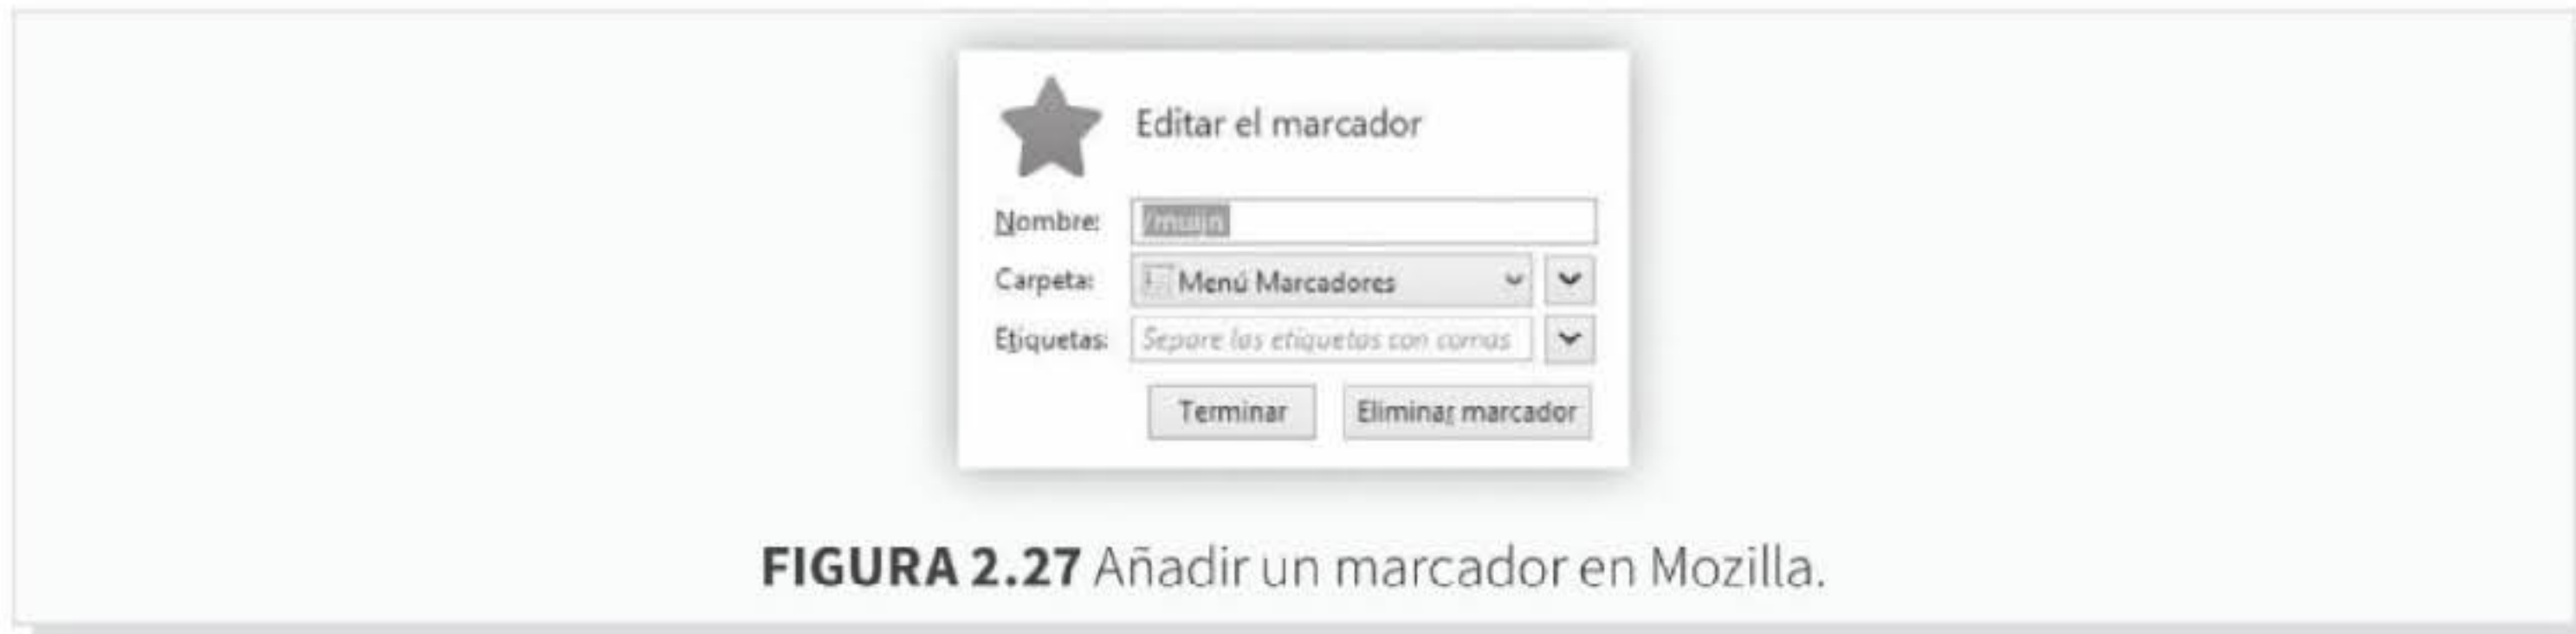 Editar el marcador
Nombre: /muijn
Carpeta: Menú Marcadores
Etiquetas: Separe las etiquetas con comas
Terminar Eliminar marcador
FIGURA 2.27 Añadir un marcador en Mozilla.